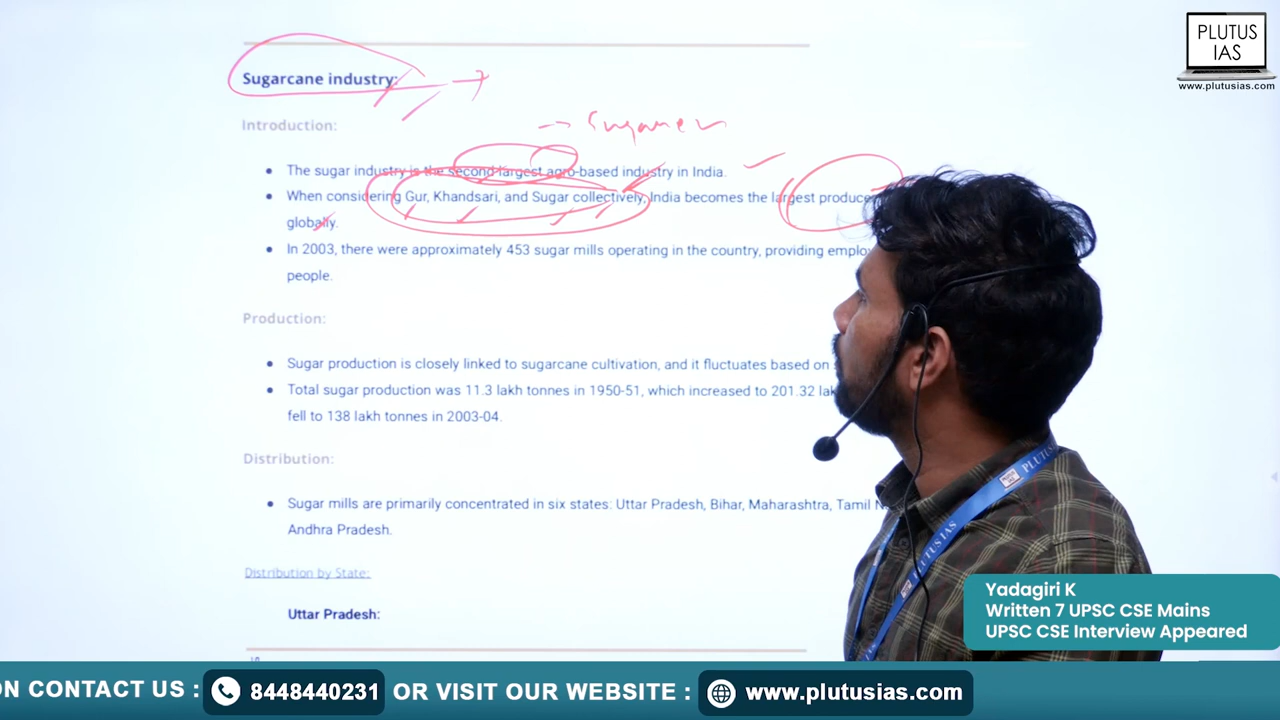 PLUTUS
IAS
www.plutusias.com
Sugarcane industry:
Introduction:
The sugar industry is the second largest agro-based industry in India.
When considering Gur, Khandsari, and Sugar collectively, India becomes the largest producer
globally.
In 2003, there were approximately 453 sugar mills operating in the country, providing
people.
Production:
Sugar production is closely linked to sugarcane cultivation, and it fluctuates based on
Total sugar production was 11.3 lakh tonnes in 1950-51, which increased to 201.32
fell to 138 lakh tonnes in 2003-04.
Distribution:
Sugar mills are primarily concentrated in six states: Uttar Pradesh, Bihar, Maharashtra, Tamil
Andhra Pradesh.
Distribution by State:
Uttar Pradesh:
PLUTUS IAS
Yadagiri K
Written 7 UPSC CSE Mains
UPSC CSE Interview Appeared
ON CONTACT US : 8448440231 OR VISIT OUR WEBSITE : www.plutusias.com